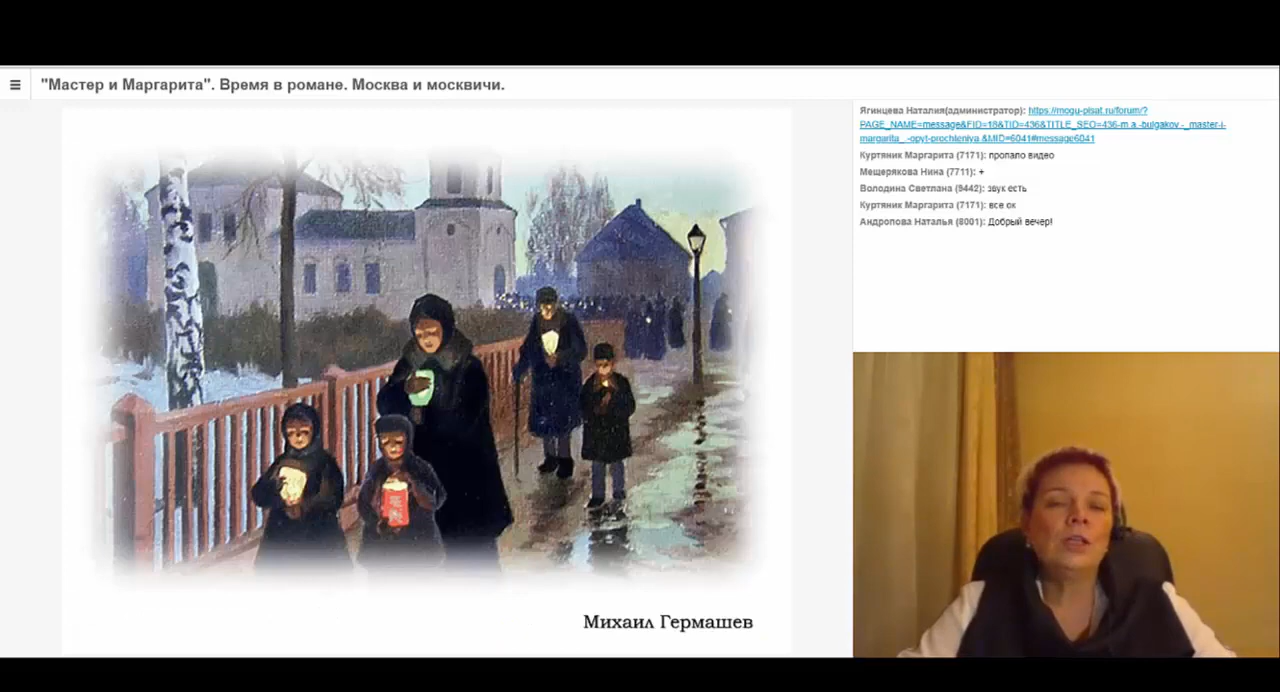 "Мастер и Маргарита". Время в романе. Москва и москвичи.
Ягинцева Наталия(администратор): https://mogu-pisat.ru/forum/?
PAGE_NAME=message&FID=18&TID=436&TITLE_SEO=436-m.a.-bulgakov.-_master-i-
margarita_.-opyt-prochteniya.&MID=6041#message6041
Куртяник Маргарита (7171): пропало видео
Мещерякова Нина (7711): +
Володина Светлана (9442): звук есть
Куртяник Маргарита (7171): все ок
Андропова Наталья (8001): Добрый вечер!
Михаил Гермашев